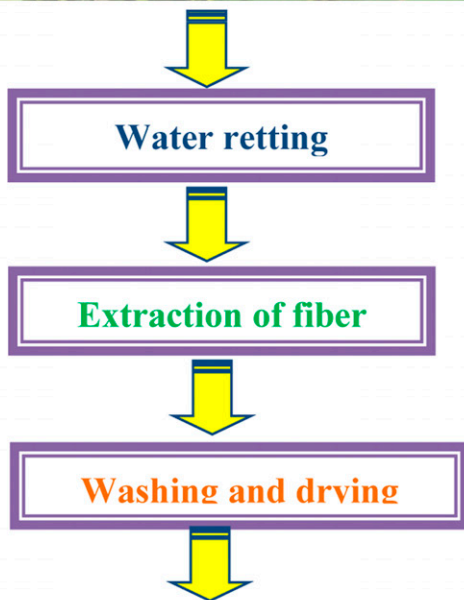 Water retting
Extraction of fiber
Washing and drying